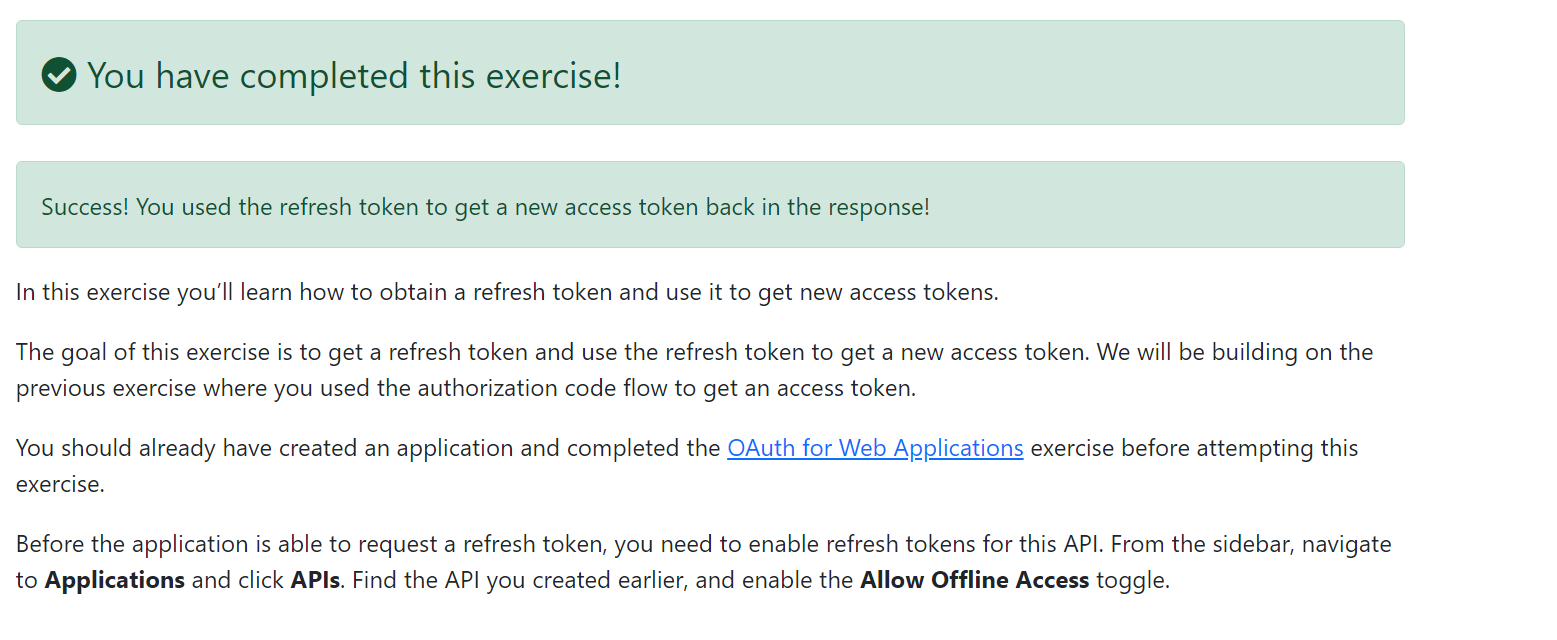 You have completed this exercise!
Success! You used the refresh token to get a new access token back in the response!
In this exercise you’ll learn how to obtain a refresh token and use it to get new access tokens.
The goal of this exercise is to get a refresh token and use the refresh token to get a new access token. We will be building on the
previous exercise where you used the authorization code flow to get an access token.
You should already have created an application and completed the OAuth for Web Applications exercise before attempting this
exercise.
Before the application is able to request a refresh token, you need to enable refresh tokens for this API. From the sidebar, navigate
to Applications and click APIs. Find the API you created earlier, and enable the Allow Offline Access toggle.